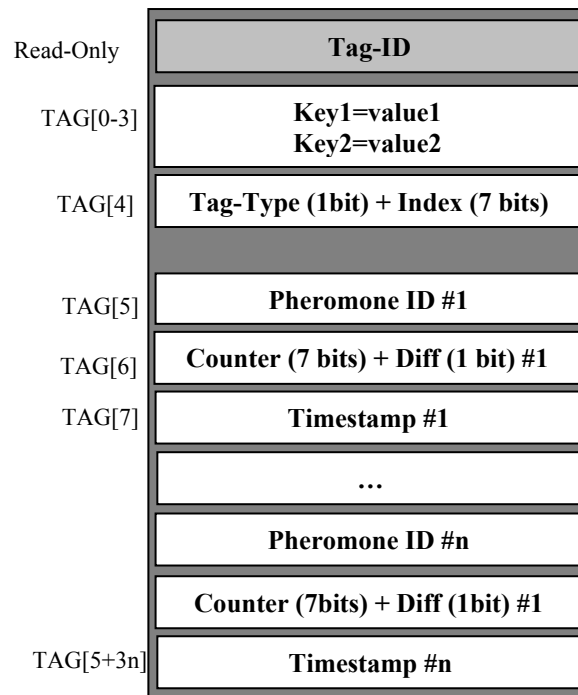 Read-Only
Tag-ID
TAG[0-3]
Key1=value1
Key2=value2
TAG[4]
Tag-Type (1bit) + Index (7 bits)
TAG[5]
Pheromone ID #1
TAG[6]
Counter (7 bits) + Diff (1 bit) #1
TAG[7]
Timestamp #1
…
Pheromone ID #n
Counter (7bits) + Diff (1bit) #1
TAG[5+3n]
Timestamp #n